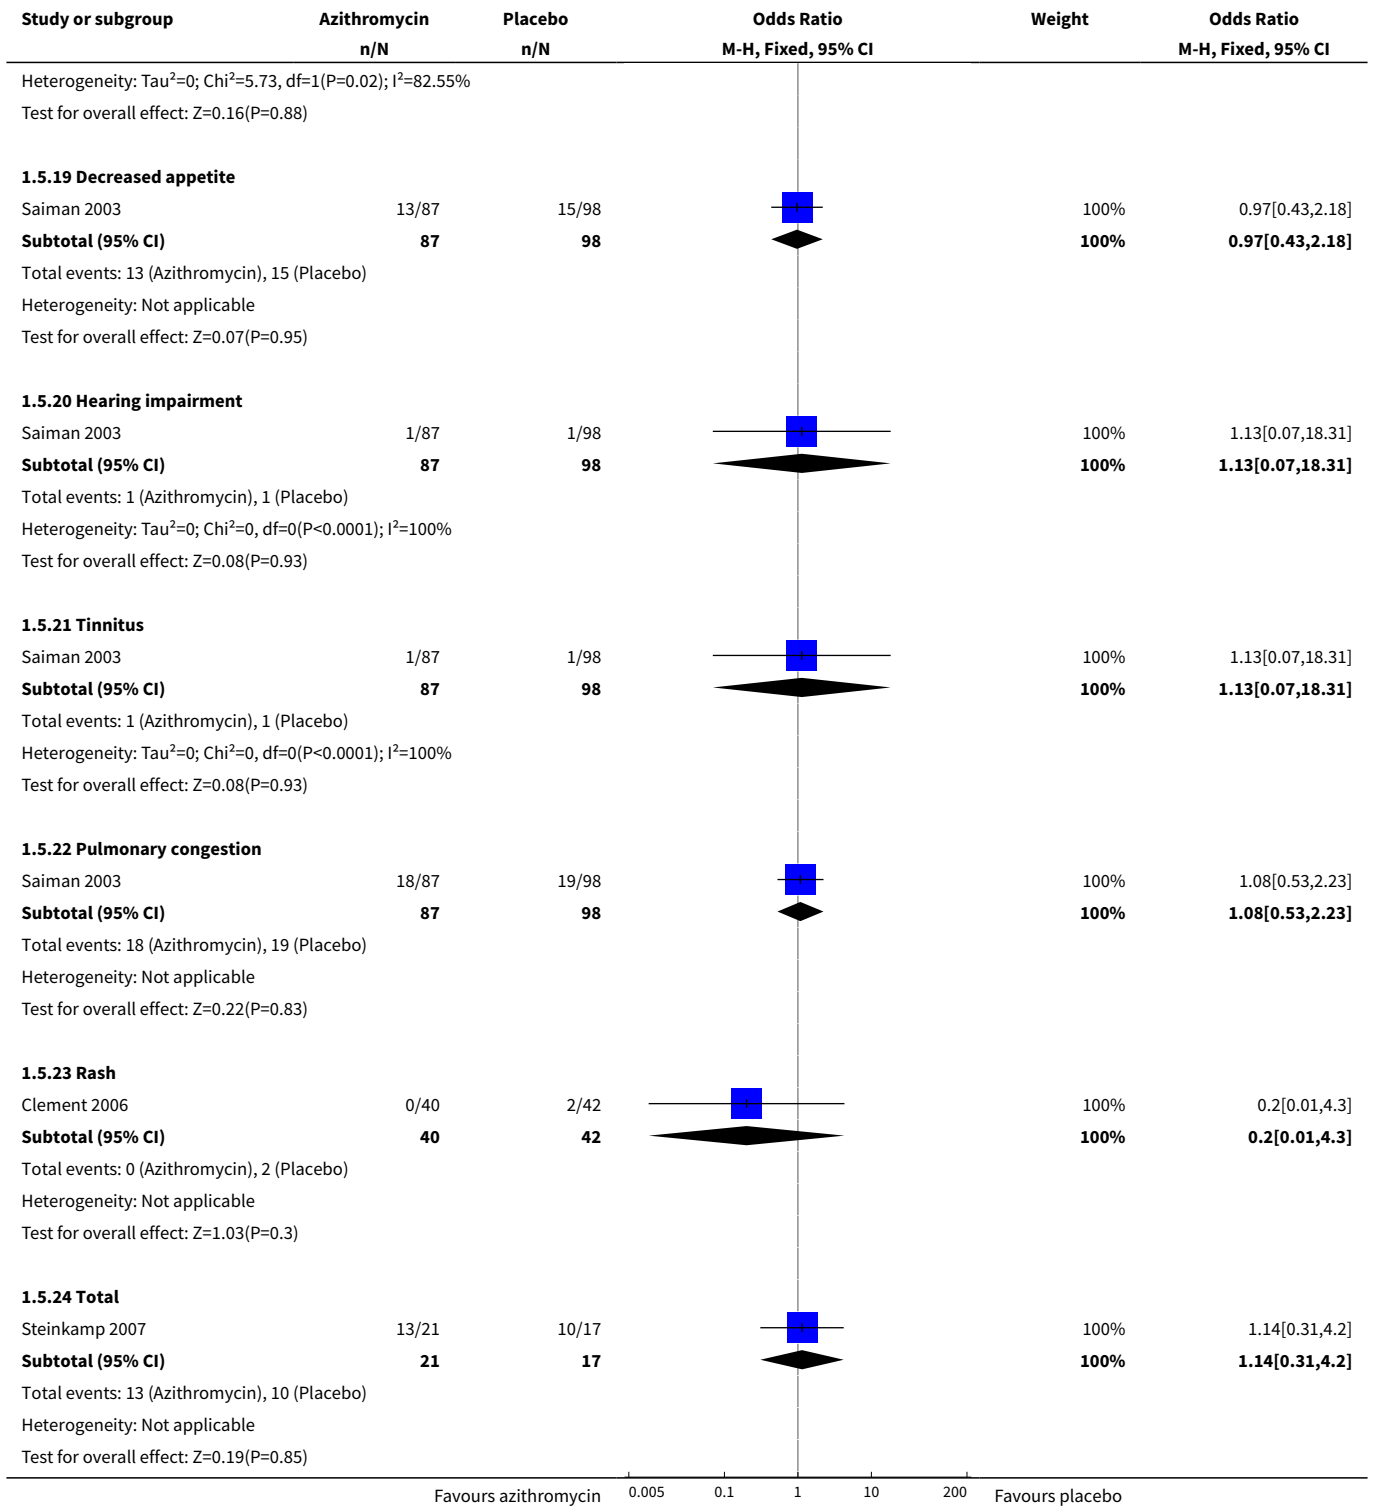 Study or subgroup Azithromycin Placebo Odds Ratio Weight Odds Ratio
n/N n/N M-H, Fixed, 95% CI M-H, Fixed, 95% CI
Heterogeneity: Tau²=0; Chi²=5.73, df=1(P=0.02); I²=82.55%
Test for overall effect: Z=0.16(P=0.88)
1.5.19 Decreased appetite
Saiman 2003 13/87 15/98 100% 0.97[0.43,2.18]
Subtotal (95% CI) 87 98 100% 0.97[0.43,2.18]
Total events: 13 (Azithromycin), 15 (Placebo)
Heterogeneity: Not applicable
Test for overall effect: Z=0.07(P=0.95)
1.5.20 Hearing impairment
Saiman 2003 1/87 1/98 100% 1.13[0.07,18.31]
Subtotal (95% CI) 87 98 100% 1.13[0.07,18.31]
Total events: 1 (Azithromycin), 1 (Placebo)
Heterogeneity: Tau²=0; Chi²=0, df=0(P<0.0001); I²=100%
Test for overall effect: Z=0.08(P=0.93)
1.5.21 Tinnitus
Saiman 2003 1/87 1/98 100% 1.13[0.07,18.31]
Subtotal (95% CI) 87 98 100% 1.13[0.07,18.31]
Total events: 1 (Azithromycin), 1 (Placebo)
Heterogeneity: Tau²=0; Chi²=0, df=0(P<0.0001); I²=100%
Test for overall effect: Z=0.08(P=0.93)
1.5.22 Pulmonary congestion
Saiman 2003 18/87 19/98 100% 1.08[0.53,2.23]
Subtotal (95% CI) 87 98 100% 1.08[0.53,2.23]
Total events: 18 (Azithromycin), 19 (Placebo)
Heterogeneity: Not applicable
Test for overall effect: Z=0.22(P=0.83)
1.5.23 Rash
Clement 2006 0/40 2/42 100% 0.2[0.01,4.3]
Subtotal (95% CI) 40 42 100% 0.2[0.01,4.3]
Total events: 0 (Azithromycin), 2 (Placebo)
Heterogeneity: Not applicable
Test for overall effect: Z=1.03(P=0.3)
1.5.24 Total
Steinkamp 2007 13/21 10/17 100% 1.14[0.31,4.2]
Subtotal (95% CI) 21 17 100% 1.14[0.31,4.2]
Total events: 13 (Azithromycin), 10 (Placebo)
Heterogeneity: Not applicable
Test for overall effect: Z=0.19(P=0.85)
Favours azithromycin 0.005 0.1 1 10 200 Favours placebo